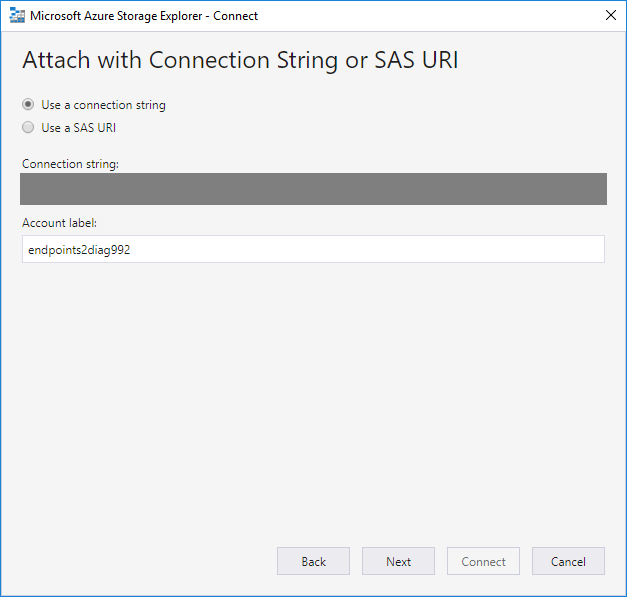 Microsoft Azure Storage Explorer - Connect
Attach with Connection String or SAS URI
Use a connection string
Use a SAS URI
Connection string:
Account label:
endpoints2diag992
Back Next Connect Cancel